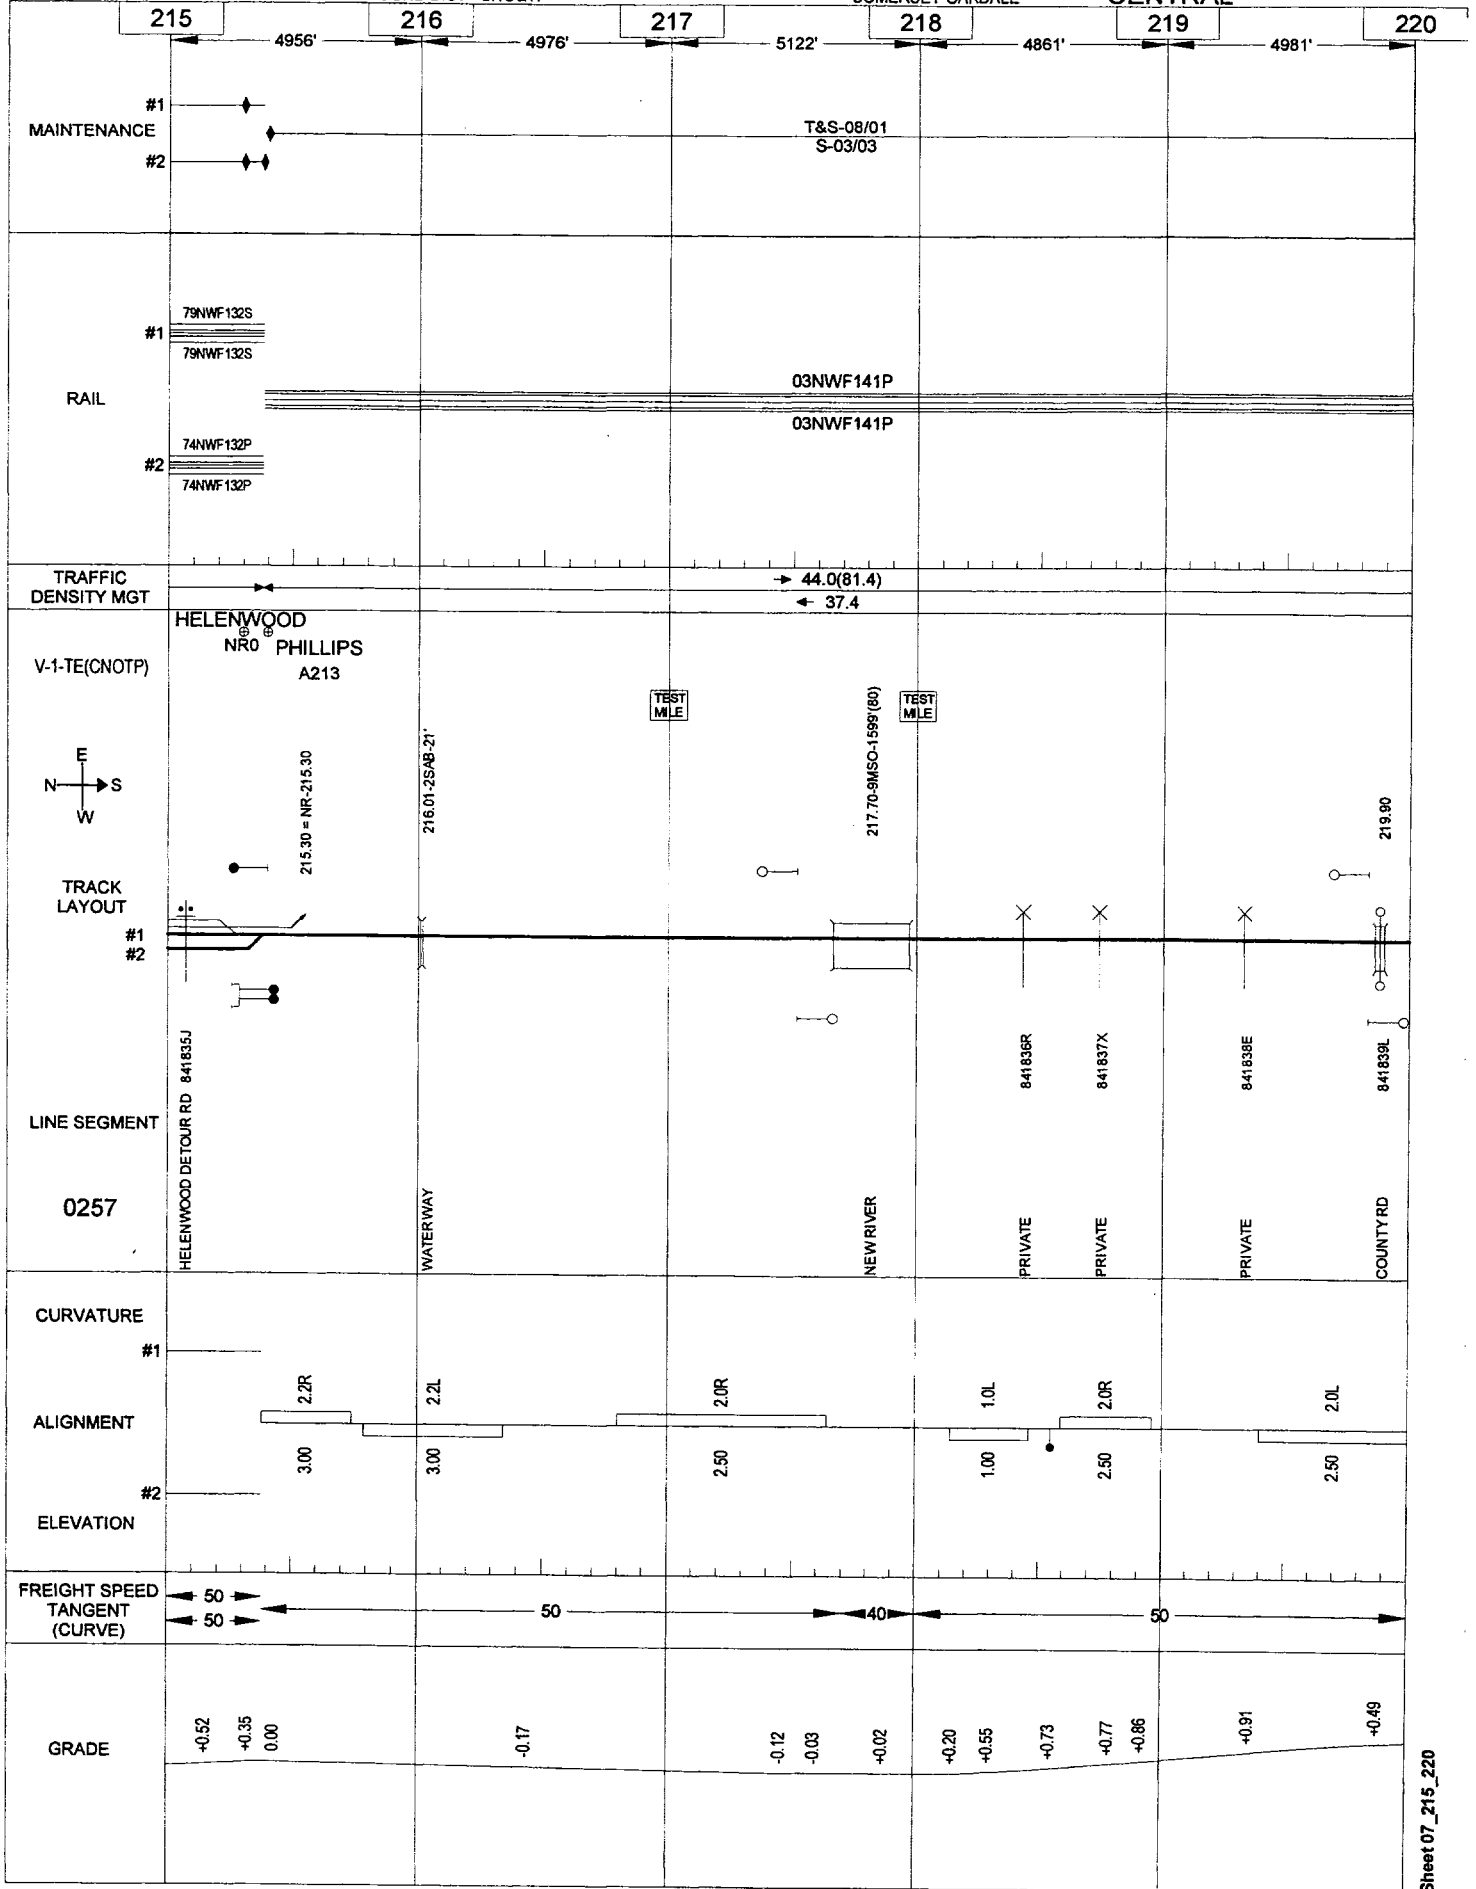 SOMERSET-OAKDALE
CENTRAL
215 216 217 218 219 220
4956' 4976' 5122' 4861' 4981'
#1
MAINTENANCE
#2
T&S-08/01
S-03/03
79NWF132S
#1
79NWF132S
RAIL
03NWF141P
03NWF141P
74NWF132P
#2
74NWF132P
TRAFFIC
DENSITY MGT
44.0(81.4)
37.4
HELENWOOD
NR0 PHILLIPS
A213
V-1-TE(CNOTP)
TEST
MILE
TEST
MILE
E
N S
W
215.30 = NR-215.30
216.01-2SAB-21'
217.70-9MSO-1599'(80)
219.90
TRACK
LAYOUT
#1
#2
HELENWOOD DETOUR RD 841835J
841836R
841837X
841838E
841839L
LINE SEGMENT
0257
WATERWAY
NEW RIVER
PRIVATE
PRIVATE
PRIVATE
COUNTY RD
CURVATURE
#1
2.2R 2.2L 2.0R 1.0L 2.0R 2.0L
ALIGNMENT
3.00 3.00 2.50 1.00 2.50 2.50
#2
ELEVATION
FREIGHT SPEED
TANGENT
(CURVE)
50
50
50 40 50
GRADE
+0.52 +0.35 0.00 -0.17 -0.12 -0.03 +0.02 +0.20 +0.55 +0.73 +0.77 +0.86 +0.91 +0.49
Sheet 07_215_220